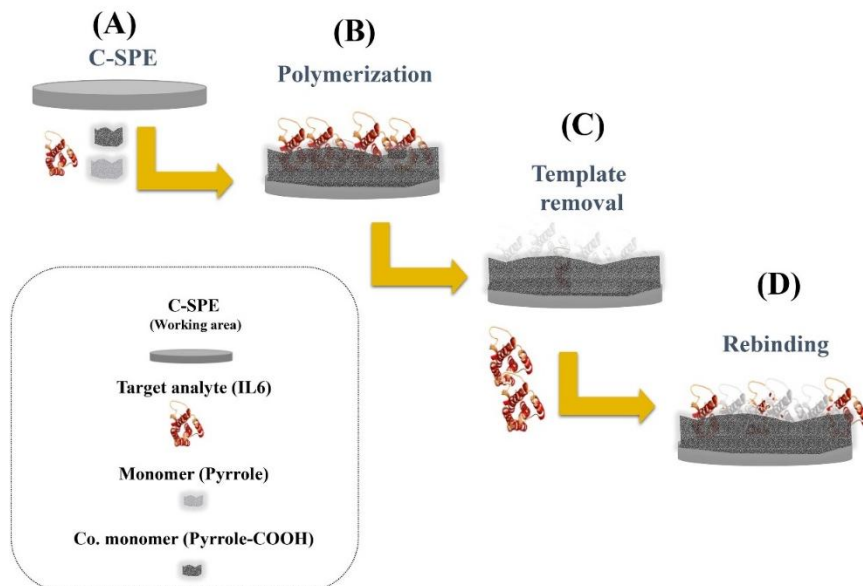 (A)
C-SPE
(B)
Polymerization
(C)
Template
removal
(D)
Rebinding
C-SPE
(Working area)
Target analyte (IL6)
Monomer (Pyrrole)
Co. monomer (Pyrrole-COOH)